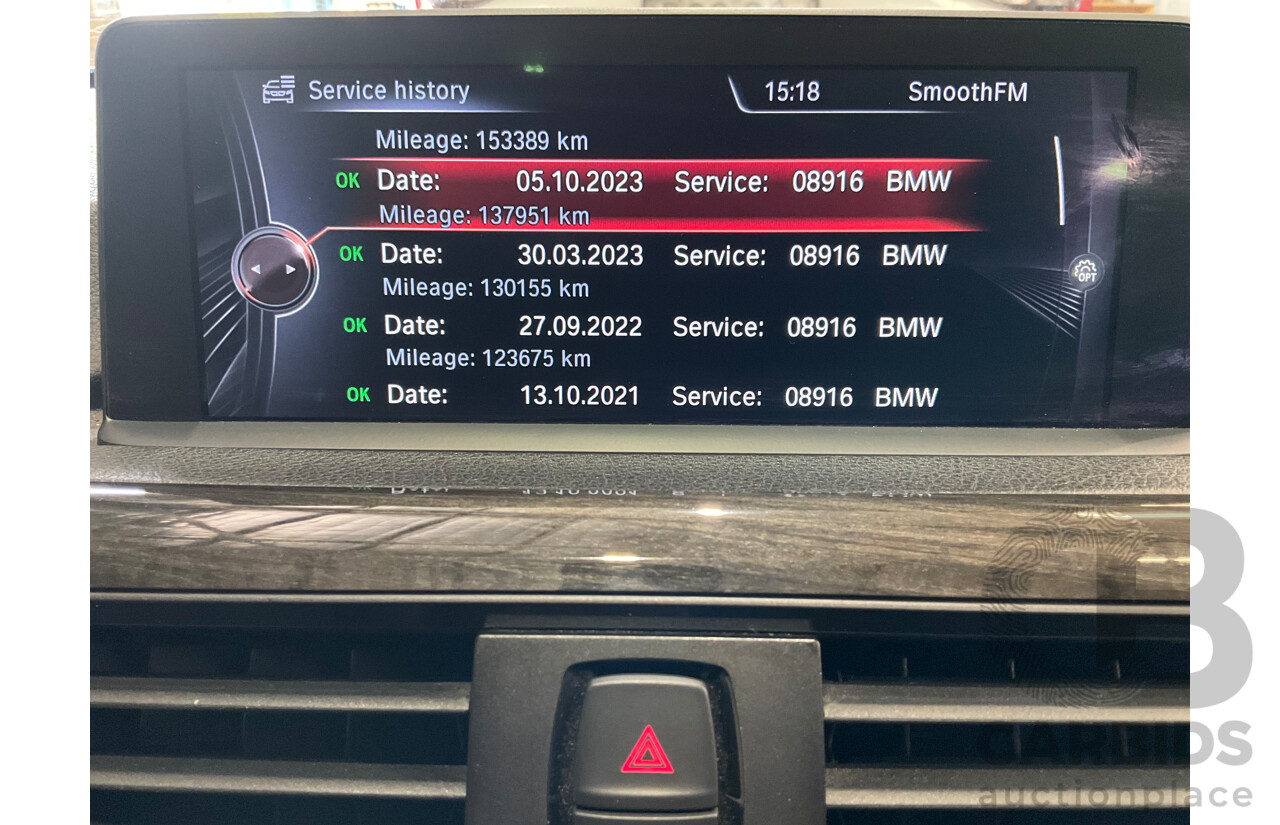 Service history 15:18 SmoothFM
Mileage: 153389 km
OK Date: 05.10.2023 Service: 08916 BMW
Mileage: 137951 km
OK Date: 30.03.2023 Service: 08916 BMW
Mileage: 130155 km
OPT
OK Date: 27.09.2022 Service: 08916 BMW
Mileage: 123675 km
OK Date: 13.10.2021 Service: 08916 BMW
CARBIDS
auctionplace